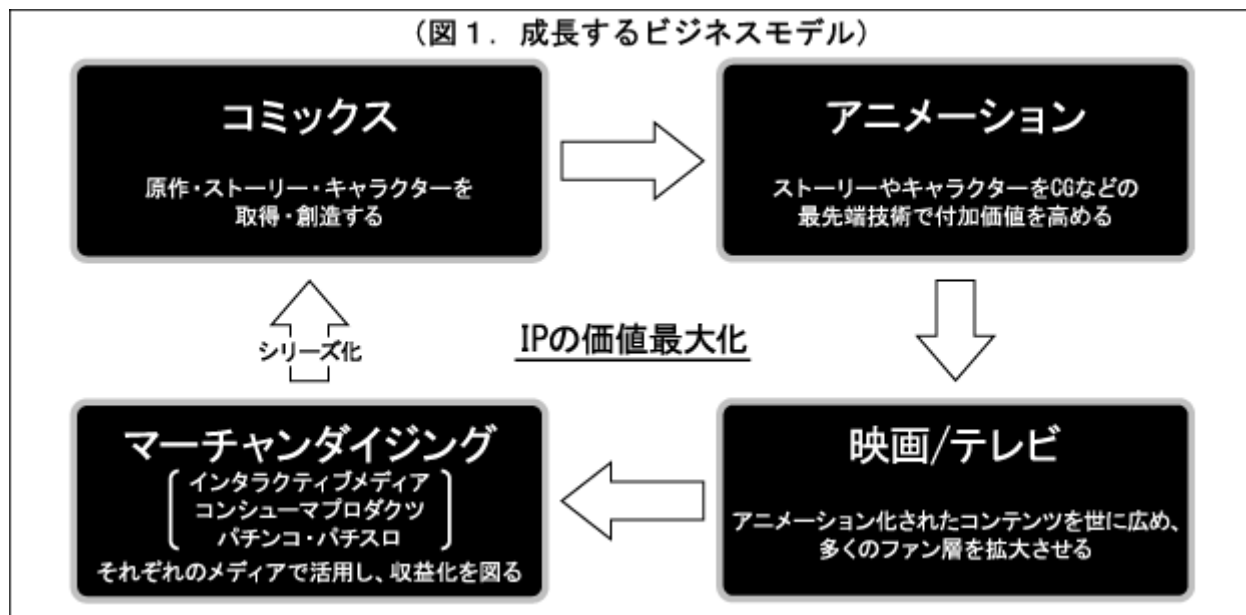 （図１．成長するビジネスモデル）
コミックス
原作・ストーリー・キャラクターを
取得・創造する
アニメーション
ストーリーやキャラクターをCGなどの
最先端技術で付加価値を高める
シリーズ化
IPの価値最大化
マーチャンダイジング
インタラクティブメディア
コンシューマプロダクツ
パチンコ・パチスロ
それぞれのメディアで活用し、収益化を図る
映画/テレビ
アニメーション化されたコンテンツを世に広め、
多くのファン層を拡大させる